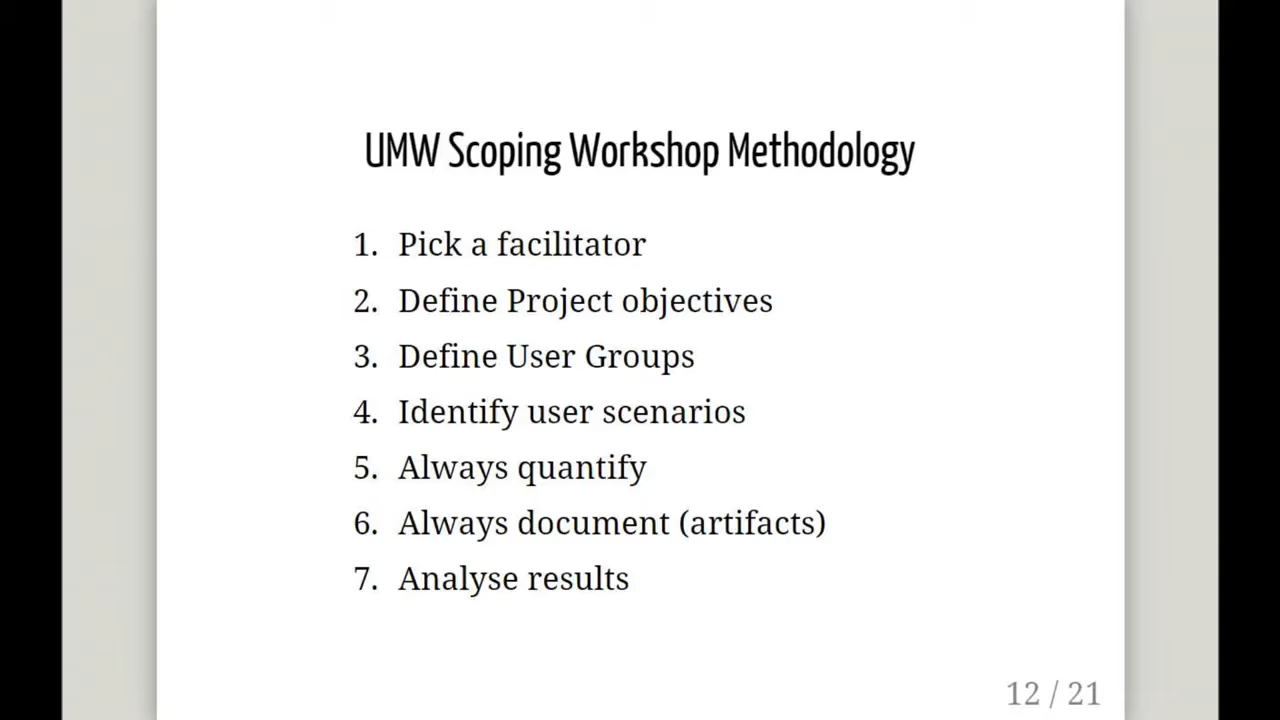 UMW Scoping Workshop Methodology
1. Pick a facilitator
2. Define Project objectives
3. Define User Groups
4. Identify user scenarios
5. Always quantify
6. Always document (artifacts)
7. Analyse results
12 / 21